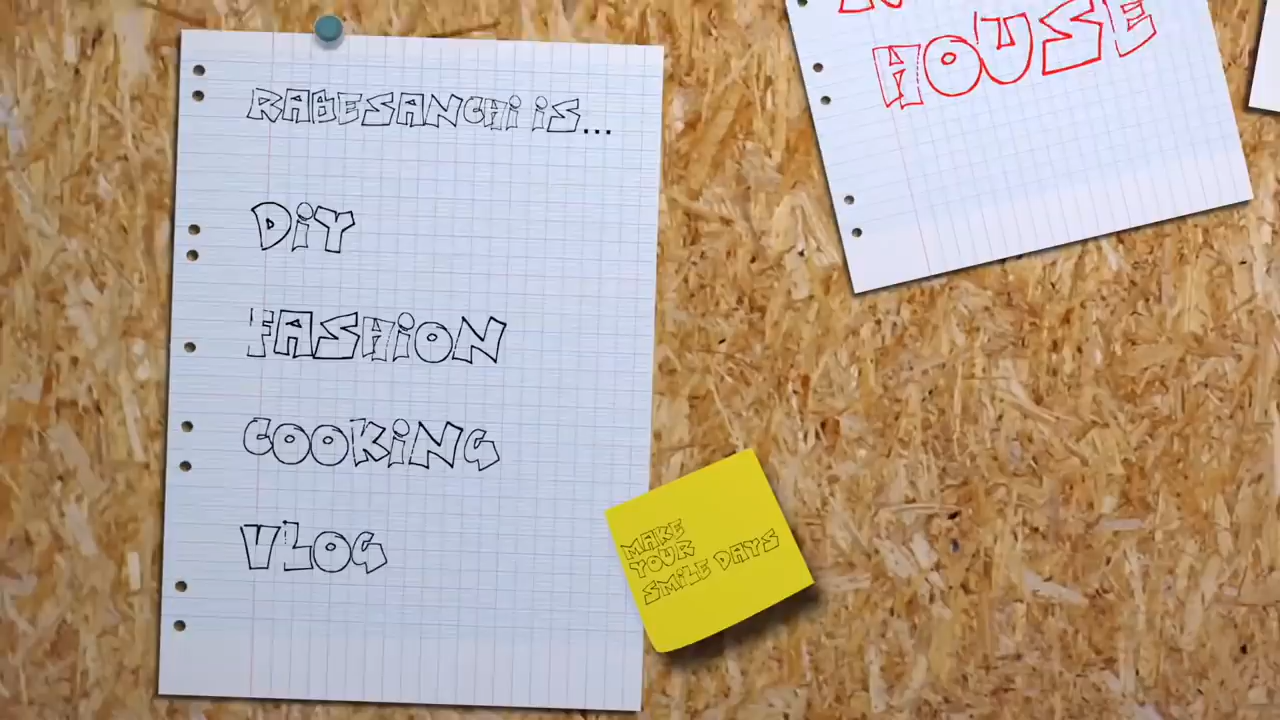 RABESANCHi iS...
DiY
FASHiON
COOKiNG
VLOG
HOUSE
MAKE
YOUR
SMiLE DAYS